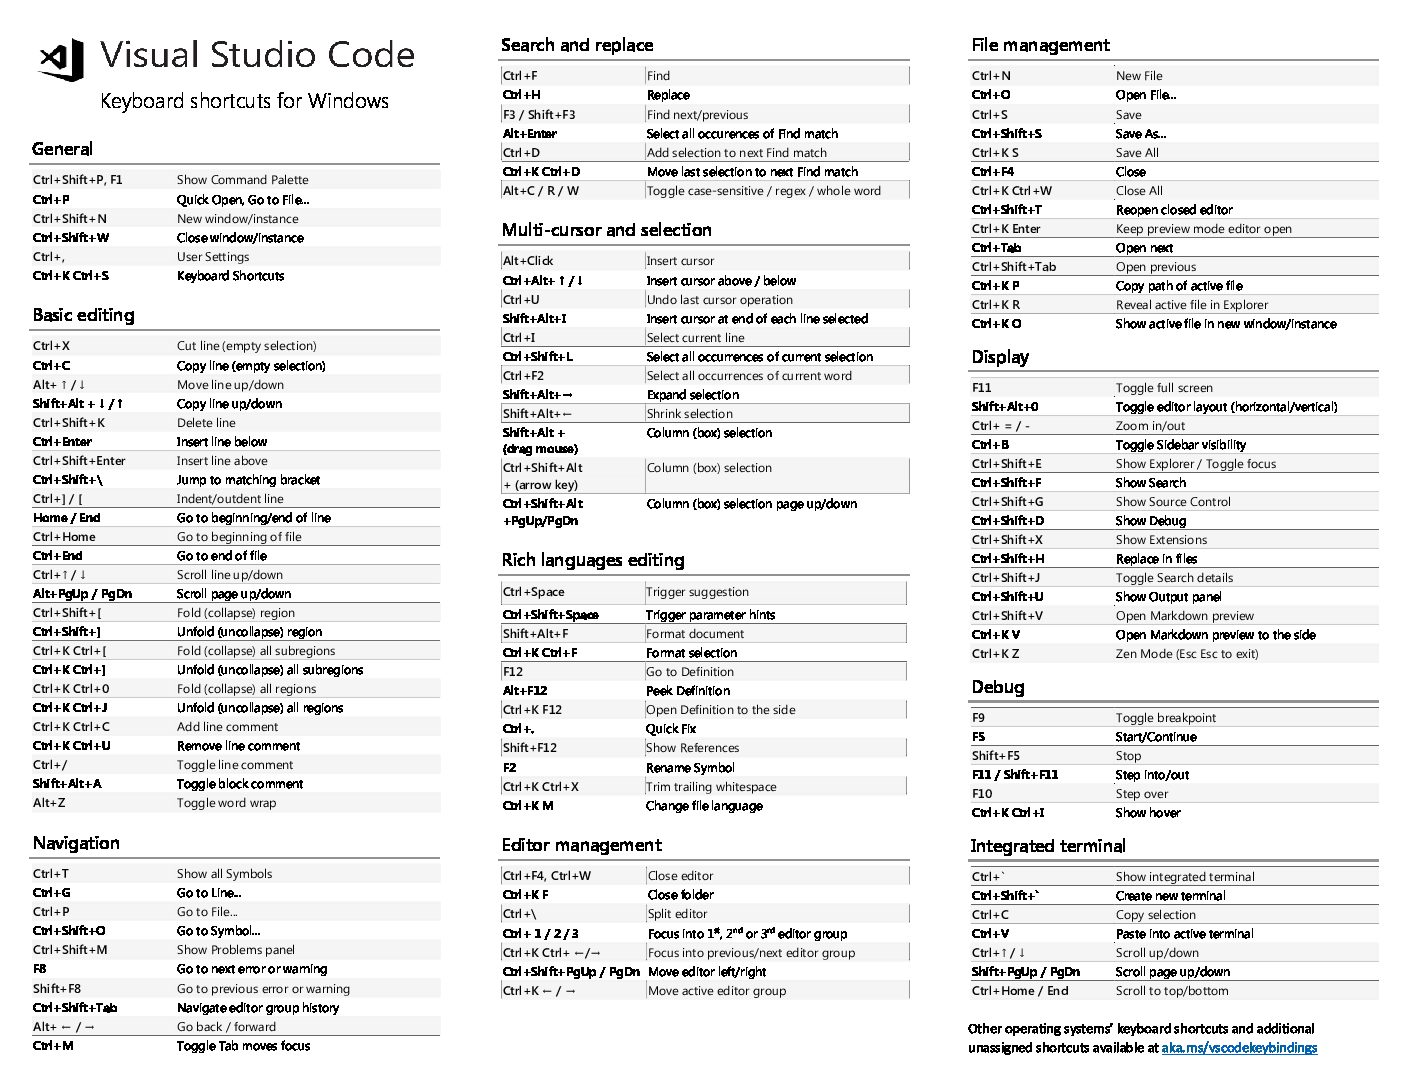 Visual Studio Code
Keyboard shortcuts for Windows
General
Ctrl+Shift+P, F1 Show Command Palette
Ctrl+P Quick Open, Go to File…
Ctrl+Shift+N New window/instance
Ctrl+Shift+W Close window/instance
Ctrl+, User Settings
Ctrl+K Ctrl+S Keyboard Shortcuts
Basic editing
Ctrl+X Cut line (empty selection)
Ctrl+C Copy line (empty selection)
Alt+ ↑ / ↓ Move line up/down
Shift+Alt + ↓ / ↑ Copy line up/down
Ctrl+Shift+K Delete line
Ctrl+Enter Insert line below
Ctrl+Shift+Enter Insert line above
Ctrl+Shift+\ Jump to matching bracket
Ctrl+] / [ Indent/outdent line
Home / End Go to beginning/end of line
Ctrl+Home Go to beginning of file
Ctrl+End Go to end of file
Ctrl+↑ / ↓ Scroll line up/down
Alt+PgUp / PgDn Scroll page up/down
Ctrl+Shift+[ Fold (collapse) region
Ctrl+Shift+] Unfold (uncollapse) region
Ctrl+K Ctrl+[ Fold (collapse) all subregions
Ctrl+K Ctrl+] Unfold (uncollapse) all subregions
Ctrl+K Ctrl+0 Fold (collapse) all regions
Ctrl+K Ctrl+J Unfold (uncollapse) all regions
Ctrl+K Ctrl+C Add line comment
Ctrl+K Ctrl+U Remove line comment
Ctrl+/ Toggle line comment
Shift+Alt+A Toggle block comment
Alt+Z Toggle word wrap
Navigation
Ctrl+T Show all Symbols
Ctrl+G Go to Line...
Ctrl+P Go to File...
Ctrl+Shift+O Go to Symbol...
Ctrl+Shift+M Show Problems panel
F8 Go to next error or warning
Shift+F8 Go to previous error or warning
Ctrl+Shift+Tab Navigate editor group history
Alt+ ← / → Go back / forward
Ctrl+M Toggle Tab moves focus
Search and replace
Ctrl+F Find
Ctrl+H Replace
F3 / Shift+F3 Find next/previous
Alt+Enter Select all occurences of Find match
Ctrl+D Add selection to next Find match
Ctrl+K Ctrl+D Move last selection to next Find match
Alt+C / R / W Toggle case-sensitive / regex / whole word
Multi-cursor and selection
Alt+Click Insert cursor
Ctrl+Alt+ ↑ / ↓ Insert cursor above / below
Ctrl+U Undo last cursor operation
Shift+Alt+I Insert cursor at end of each line selected
Ctrl+I Select current line
Ctrl+Shift+L Select all occurrences of current selection
Ctrl+F2 Select all occurrences of current word
Shift+Alt+→ Expand selection
Shift+Alt+← Shrink selection
Shift+Alt + Column (box) selection
(drag mouse)
Ctrl+Shift+Alt Column (box) selection
+ (arrow key)
Ctrl+Shift+Alt Column (box) selection page up/down
+PgUp/PgDn
Rich languages editing
Ctrl+Space Trigger suggestion
Ctrl+Shift+Space Trigger parameter hints
Shift+Alt+F Format document
Ctrl+K Ctrl+F Format selection
F12 Go to Definition
Alt+F12 Peek Definition
Ctrl+K F12 Open Definition to the side
Ctrl+. Quick Fix
Shift+F12 Show References
F2 Rename Symbol
Ctrl+K Ctrl+X Trim trailing whitespace
Ctrl+K M Change file language
Editor management
Ctrl+F4, Ctrl+W Close editor
Ctrl+K F Close folder
Ctrl+\ Split editor
Ctrl+ 1 / 2 / 3 Focus into 1st, 2nd or 3rd editor group
Ctrl+K Ctrl+ ←/→ Focus into previous/next editor group
Ctrl+Shift+PgUp / PgDn Move editor left/right
Ctrl+K ← / → Move active editor group
File management
Ctrl+N New File
Ctrl+O Open File...
Ctrl+S Save
Ctrl+Shift+S Save As...
Ctrl+K S Save All
Ctrl+F4 Close
Ctrl+K Ctrl+W Close All
Ctrl+Shift+T Reopen closed editor
Ctrl+K Enter Keep preview mode editor open
Ctrl+Tab Open next
Ctrl+Shift+Tab Open previous
Ctrl+K P Copy path of active file
Ctrl+K R Reveal active file in Explorer
Ctrl+K O Show active file in new window/instance
Display
F11 Toggle full screen
Shift+Alt+0 Toggle editor layout (horizontal/vertical)
Ctrl+ = / - Zoom in/out
Ctrl+B Toggle Sidebar visibility
Ctrl+Shift+E Show Explorer / Toggle focus
Ctrl+Shift+F Show Search
Ctrl+Shift+G Show Source Control
Ctrl+Shift+D Show Debug
Ctrl+Shift+X Show Extensions
Ctrl+Shift+H Replace in files
Ctrl+Shift+J Toggle Search details
Ctrl+Shift+U Show Output panel
Ctrl+Shift+V Open Markdown preview
Ctrl+K V Open Markdown preview to the side
Ctrl+K Z Zen Mode (Esc Esc to exit)
Debug
F9 Toggle breakpoint
F5 Start/Continue
Shift+F5 Stop
F11 / Shift+F11 Step into/out
F10 Step over
Ctrl+K Ctrl+I Show hover
Integrated terminal
Ctrl+` Show integrated terminal
Ctrl+Shift+` Create new terminal
Ctrl+C Copy selection
Ctrl+V Paste into active terminal
Ctrl+↑ / ↓ Scroll up/down
Shift+PgUp / PgDn Scroll page up/down
Ctrl+Home / End Scroll to top/bottom
Other operating systems' keyboard shortcuts and additional
unassigned shortcuts available at aka.ms/vscodekeybindings